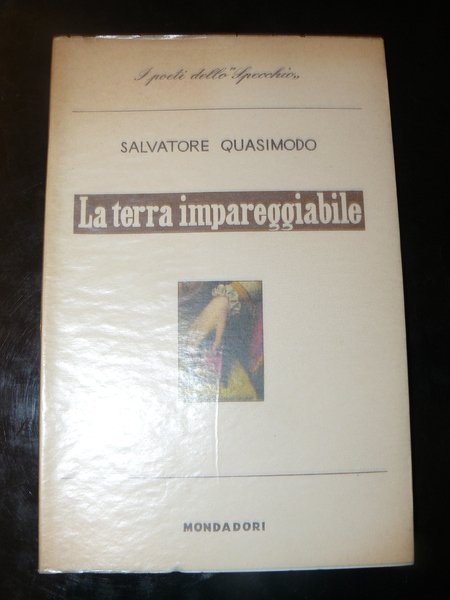 I poeti dello "Specchio"
SALVATORE QUASIMODO
La terra impareggiabile
MONDADORI